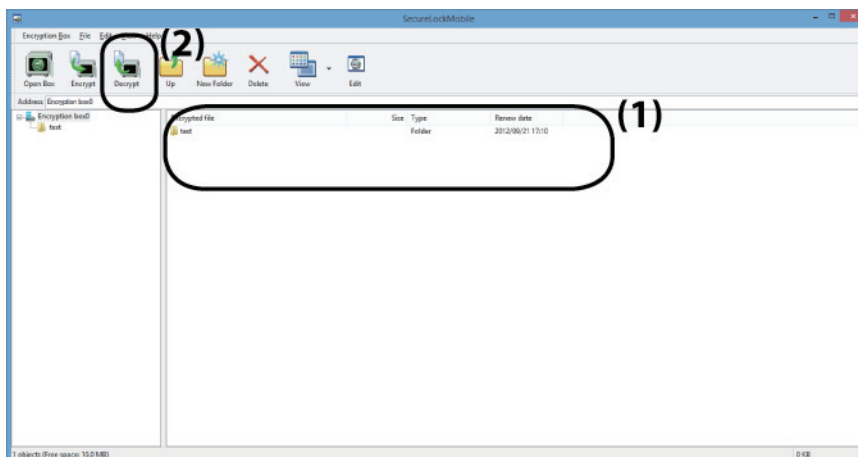 SecureLockMobile
Encryption Box File Edit Help
(2)
Open Box Encrypt Decrypt Up New Folder Delete View Edit
Address Encryption box0
Encryption box0
test
Encrypted file Size Type Renew date
test Folder 2012/09/21 17:10
(1)
1 objects (Free space: 10.0 MB) 0 KB